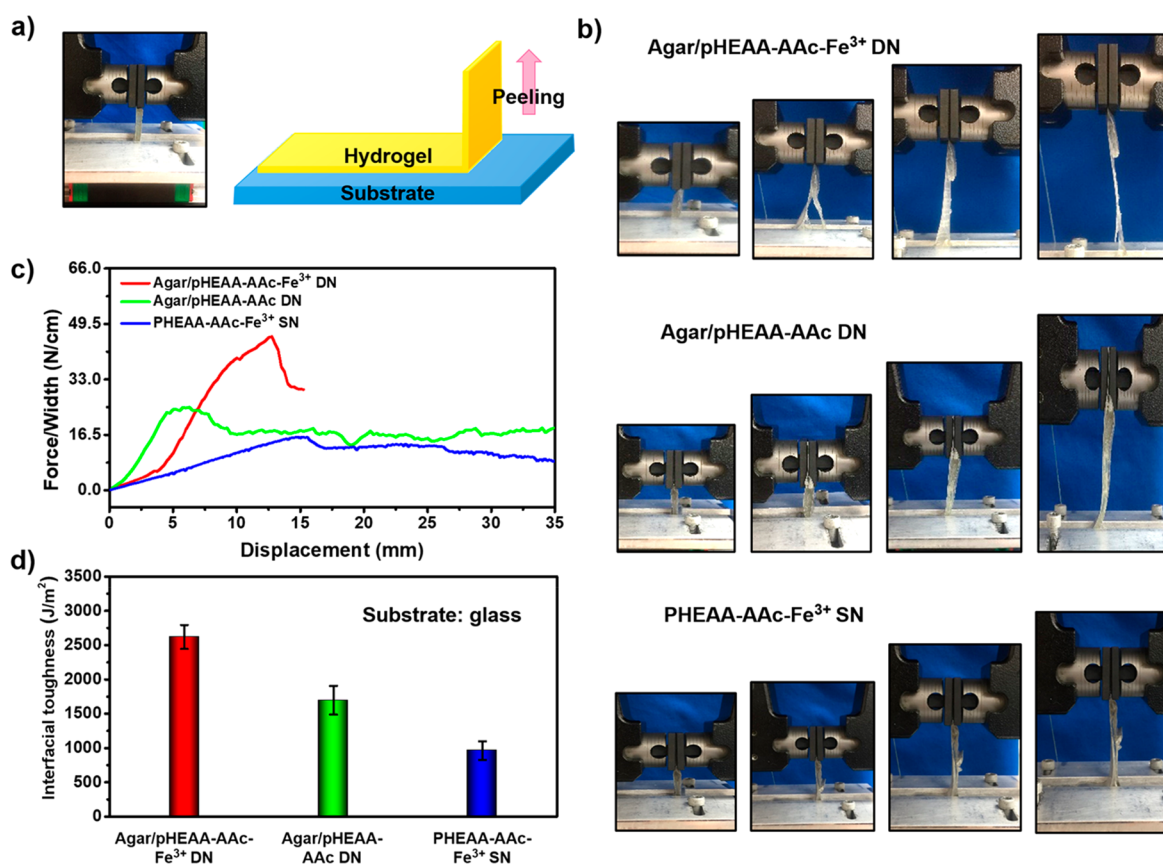 a)
Peeling
Hydrogel
Substrate
b)
Agar/pHEAA-AAc-Fe³⁺ DN
Agar/pHEAA-AAc DN
PHEAA-AAc-Fe³⁺ SN
c)
66.0
49.5
33.0
16.5
0.0
Force/Width (N/cm)
Agar/pHEAA-AAc-Fe³⁺ DN
Agar/pHEAA-AAc DN
PHEAA-AAc-Fe³⁺ SN
0 5 10 15 20 25 30 35
Displacement (mm)
d)
3500
3000
2500
2000
1500
1000
500
0
Interfacial toughness (J/m²)
Substrate: glass
Agar/pHEAA-AAc-
Fe³⁺ DN
Agar/pHEAA-
AAc DN
PHEAA-AAc-
Fe³⁺ SN